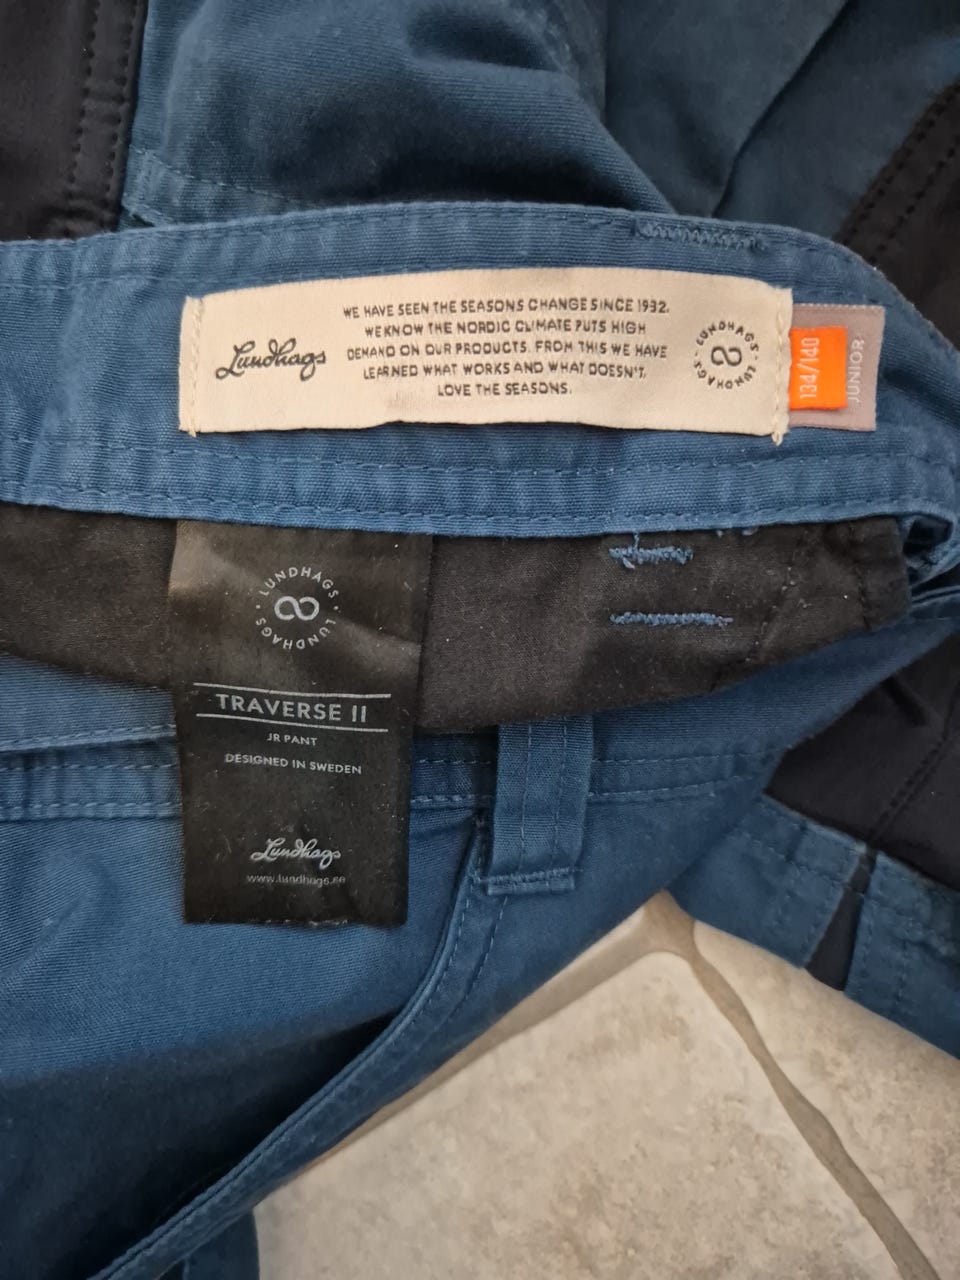 Lundhags
WE HAVE SEEN THE SEASONS CHANGE SINCE 1932.
WE KNOW THE NORDIC CLIMATE PUTS HIGH
DEMAND ON OUR PRODUCTS. FROM THIS WE HAVE
LEARNED WHAT WORKS AND WHAT DOESN'T.
LOVE THE SEASONS.
LUNDHAGS · LUNDHAGS ·
134/140
JUNIOR
LUNDHAGS · LUNDHAGS ·
TRAVERSE II
JR PANT
DESIGNED IN SWEDEN
Lundhags
www.lundhags.se